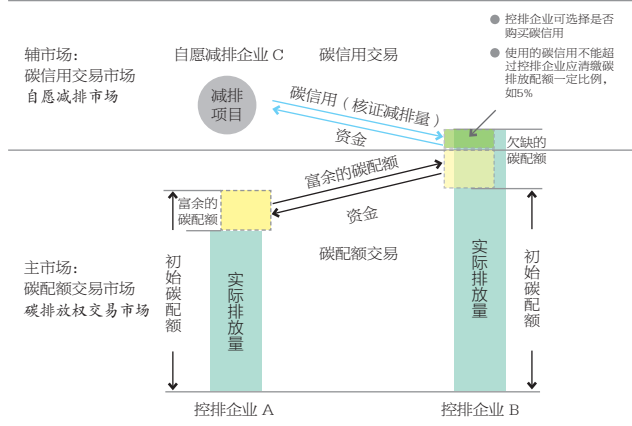 ● 控排企业可选择是否
购买碳信用
● 使用的碳信用不能超
过控排企业应清缴碳
排放配额一定比例，
如5%
辅市场：
碳信用交易市场
自愿减排市场
自愿减排企业 C
碳信用交易
减排
项目
碳信用（核证减排量）
资金
欠缺的
碳配额
富余的碳配额
资金
富余的
碳配额
碳配额交易
主市场：
碳配额交易市场
碳排放权交易市场
初始碳配额
实际排放量
实际排放量
初始碳配额
控排企业 A
控排企业 B